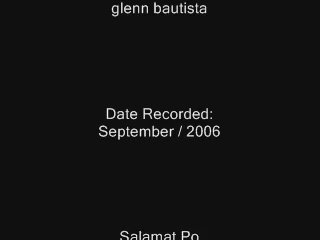 glenn bautista
Date Recorded:
September / 2006
Salamat Po